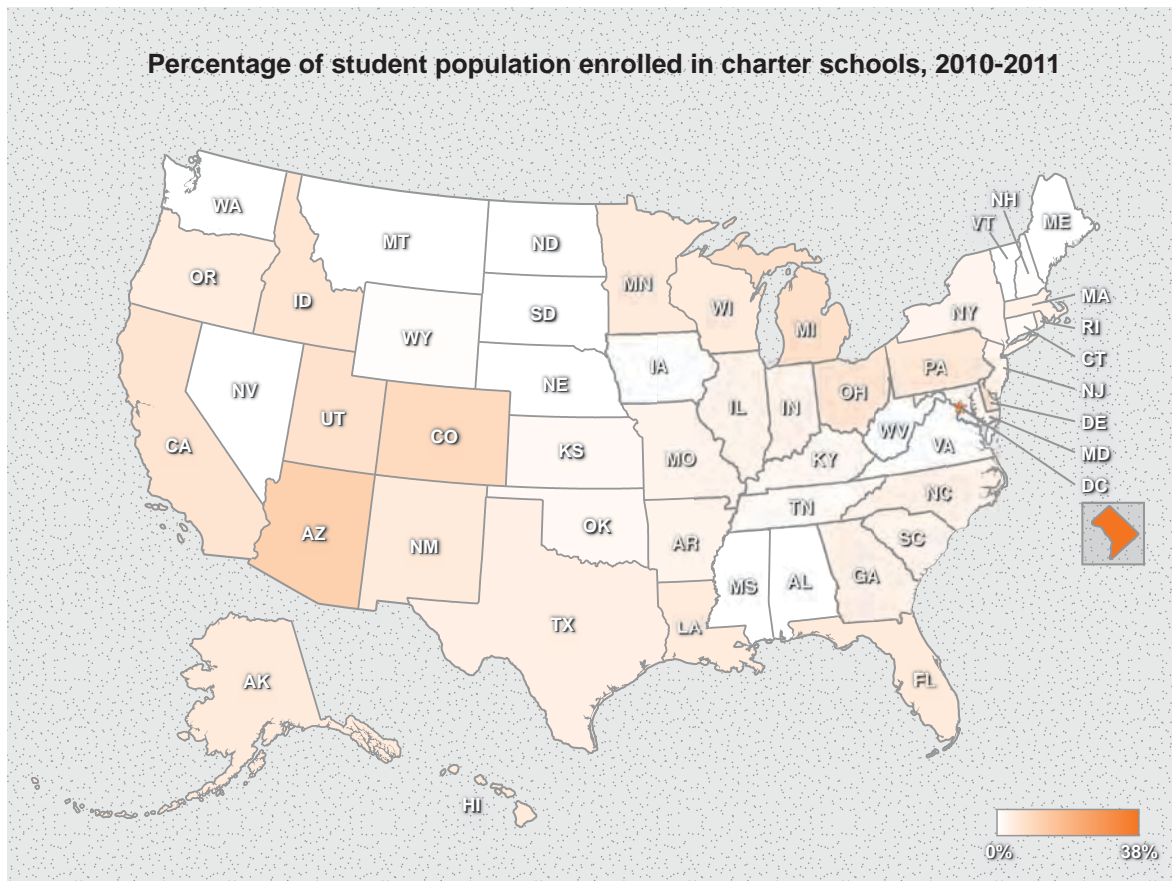 Percentage of student population enrolled in charter schools, 2010-2011
WA
MT
ND
OR
ID
SD
WY
MN
WI
MI
NH
VT
ME
NY
MA
RI
CT
NJ
DE
MD
DC
NV
UT
CO
NE
IA
IL
IN
OH
PA
CA
KS
MO
KY
WV
VA
AZ
NM
OK
AR
TN
NC
SC
TX
LA
MS
AL
GA
FL
AK
HI
0% 38%